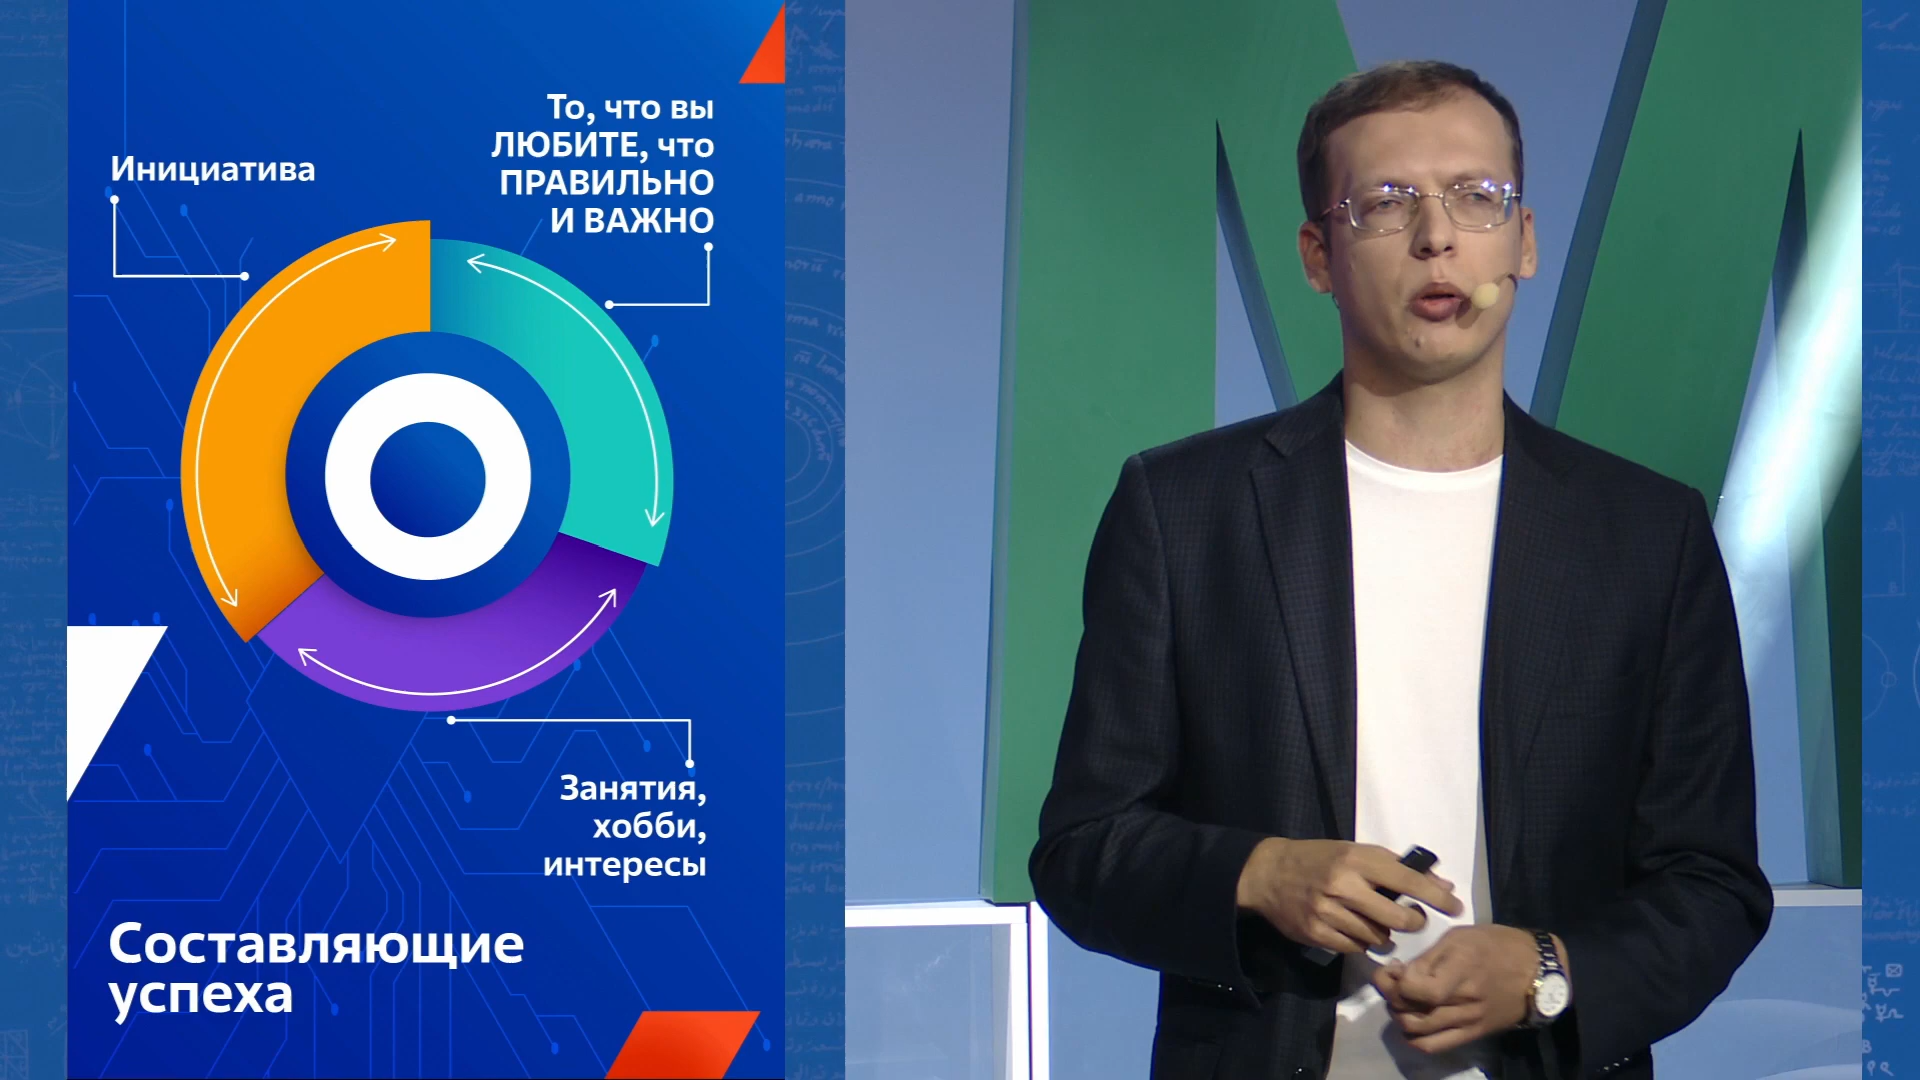 Инициатива
То, что вы
ЛЮБИТЕ, что
ПРАВИЛЬНО
И ВАЖНО
Занятия,
хобби,
интересы
Составляющие
успеха